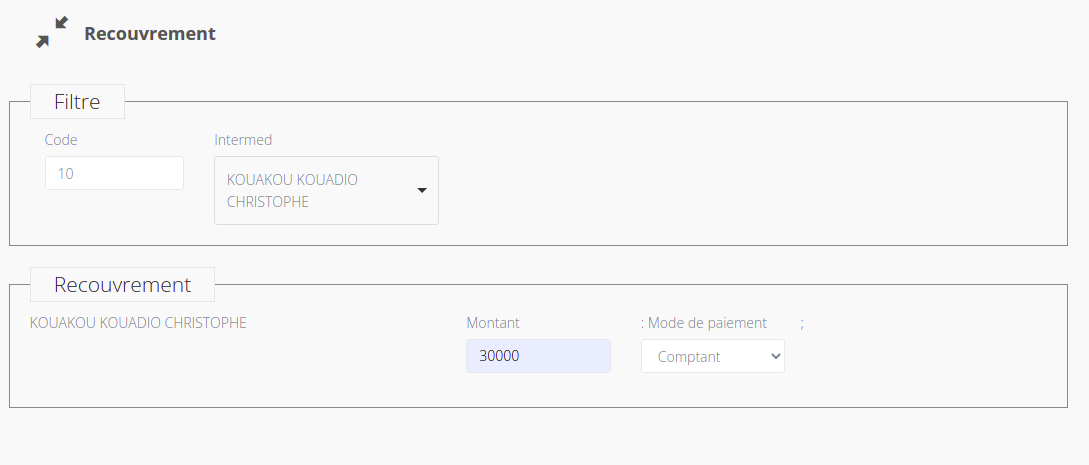 Recouvrement
Filtre
Code
Intermed
10
KOUAKOU KOUADIO
CHRISTOPHE
Recouvrement
KOUAKOU KOUADIO CHRISTOPHE
Montant
: Mode de paiement ;
30000
Comptant